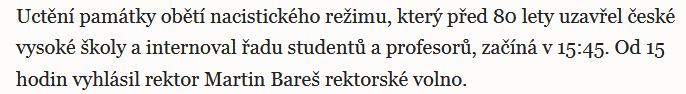 Uctění památky obětí nacistického režimu, který před 80 lety uzavřel české
vysoké školy a internoval řadu studentů a profesorů, začíná v 15:45. Od 15
hodin vyhlásil rektor Martin Bareš rektorské volno.